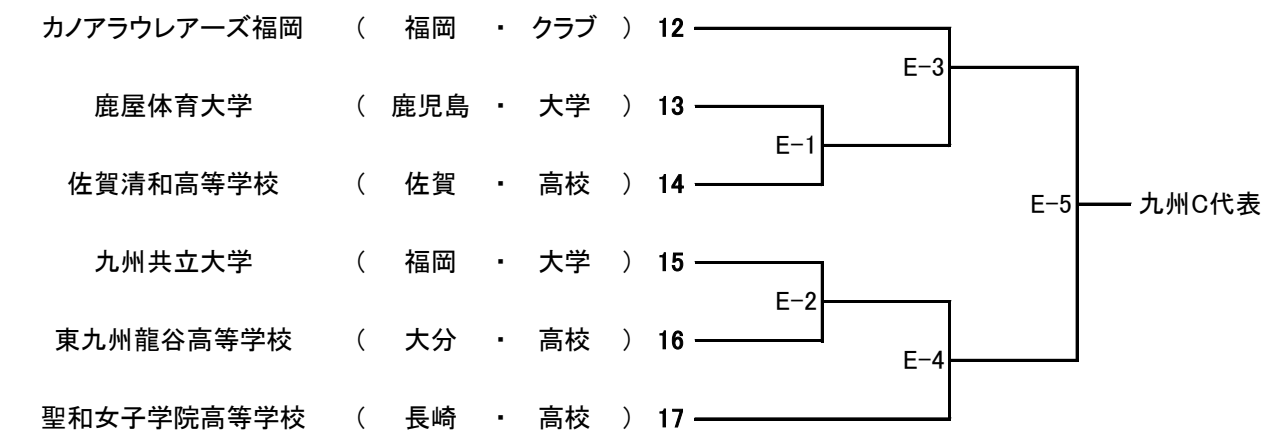 カノアラウレアーズ福岡 （ 福岡 ・ クラブ ） 12
E-3
鹿屋体育大学 （ 鹿児島 ・ 大学 ） 13
E-1
佐賀清和高等学校 （ 佐賀 ・ 高校 ） 14
E-5 九州C代表
九州共立大学 （ 福岡 ・ 大学 ） 15
E-2
東九州龍谷高等学校 （ 大分 ・ 高校 ） 16
E-4
聖和女子学院高等学校 （ 長崎 ・ 高校 ） 17